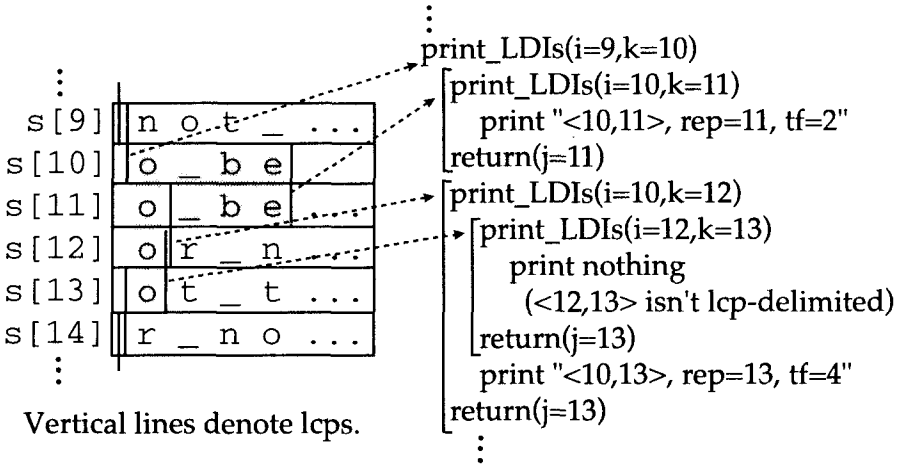 s[9] n o t _ ...
s[10] o _ b e
s[11] o _ b e ...
s[12] o r _ n ...
s[13] o t _ t ...
s[14] r _ n o ...
Vertical lines denote lcps.
print_LDIs(i=9,k=10)
print_LDIs(i=10,k=11)
print "<10,11>, rep=11, tf=2"
return(j=11)
print_LDIs(i=10,k=12)
print_LDIs(i=12,k=13)
print nothing
(<12,13> isn't lcp-delimited)
return(j=13)
print "<10,13>, rep=13, tf=4"
return(j=13)